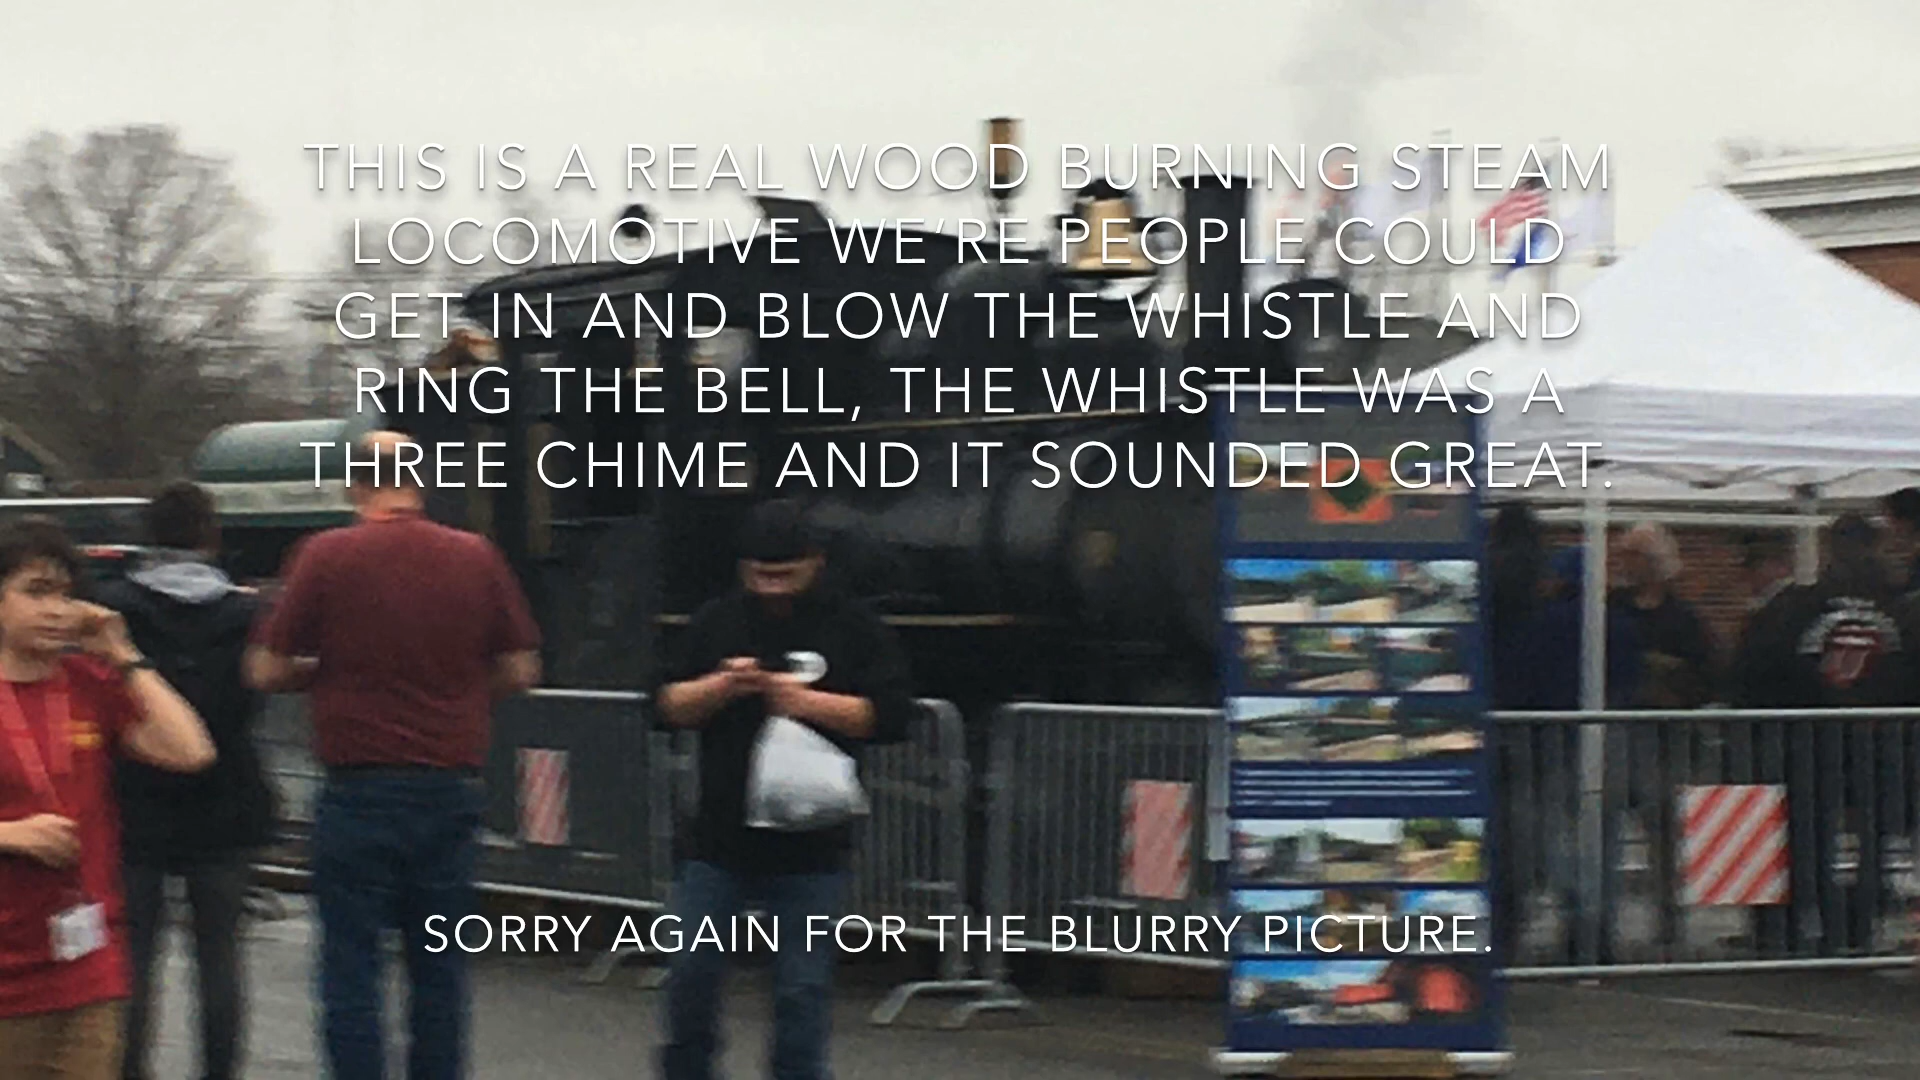 THIS IS A REAL WOOD BURNING STEAM
LOCOMOTIVE WE'RE PEOPLE COULD
GET IN AND BLOW THE WHISTLE AND
RING THE BELL, THE WHISTLE WAS A
THREE CHIME AND IT SOUNDED GREAT.
SORRY AGAIN FOR THE BLURRY PICTURE.